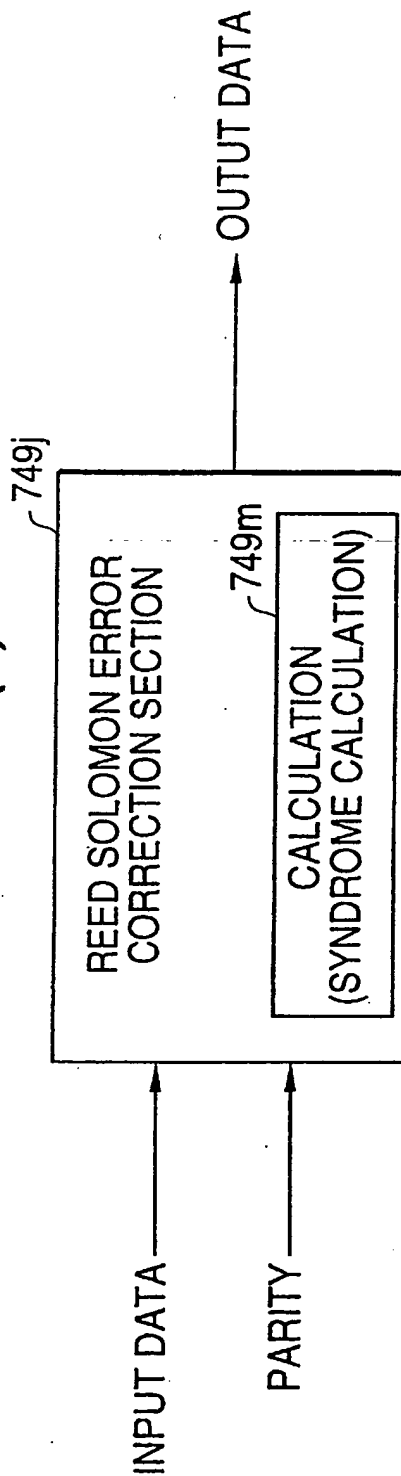 749j
REED SOLOMON ERROR
CORRECTION SECTION
749m
CALCULATION
(SYNDROME CALCULATION)
INPUT DATA
PARITY
OUTUT DATA